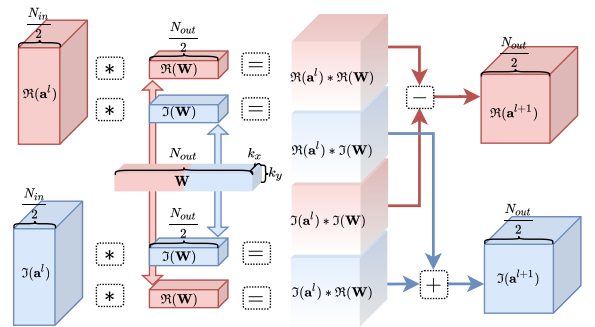 N_in / 2
ℜ(a^l)
*
N_out / 2
ℜ(W)
=
*
ℑ(W)
=
N_out
W
k_x
k_y
N_in / 2
ℑ(a^l)
*
N_out / 2
ℑ(W)
=
*
ℜ(W)
=
ℜ(a^l) * ℜ(W)
ℜ(a^l) * ℑ(W)
ℑ(a^l) * ℑ(W)
ℑ(a^l) * ℜ(W)
−
+
N_out / 2
ℜ(a^{l+1})
N_out / 2
ℑ(a^{l+1})